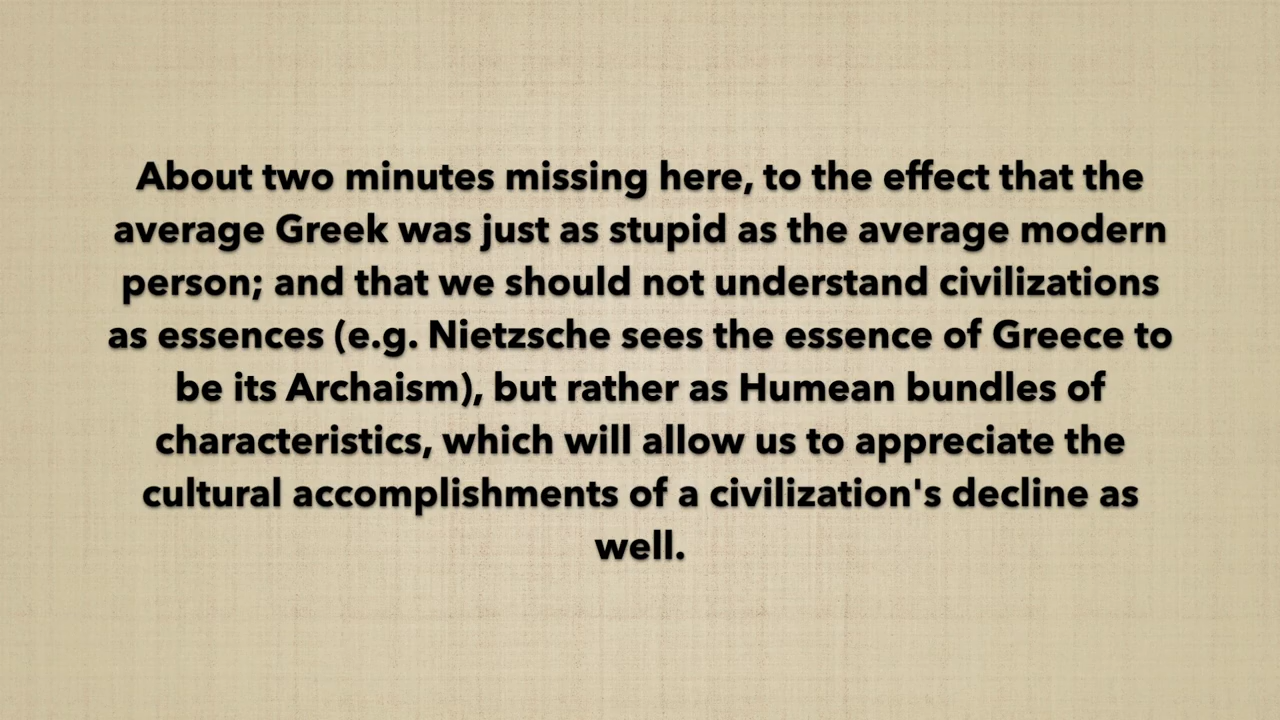 About two minutes missing here, to the effect that the
average Greek was just as stupid as the average modern
person; and that we should not understand civilizations
as essences (e.g. Nietzsche sees the essence of Greece to
be its Archaism), but rather as Humean bundles of
characteristics, which will allow us to appreciate the
cultural accomplishments of a civilization's decline as
well.